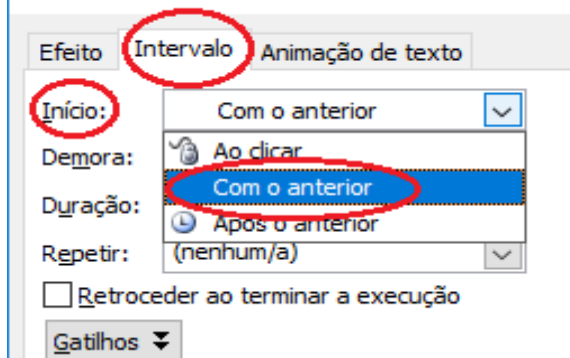 Efeito Intervalo Animação de texto
Início: Com o anterior
Demora: Ao clicar
Com o anterior
Duração: Após o anterior
Repetir: (nenhum/a)
Retroceder ao terminar a execução
Gatilhos